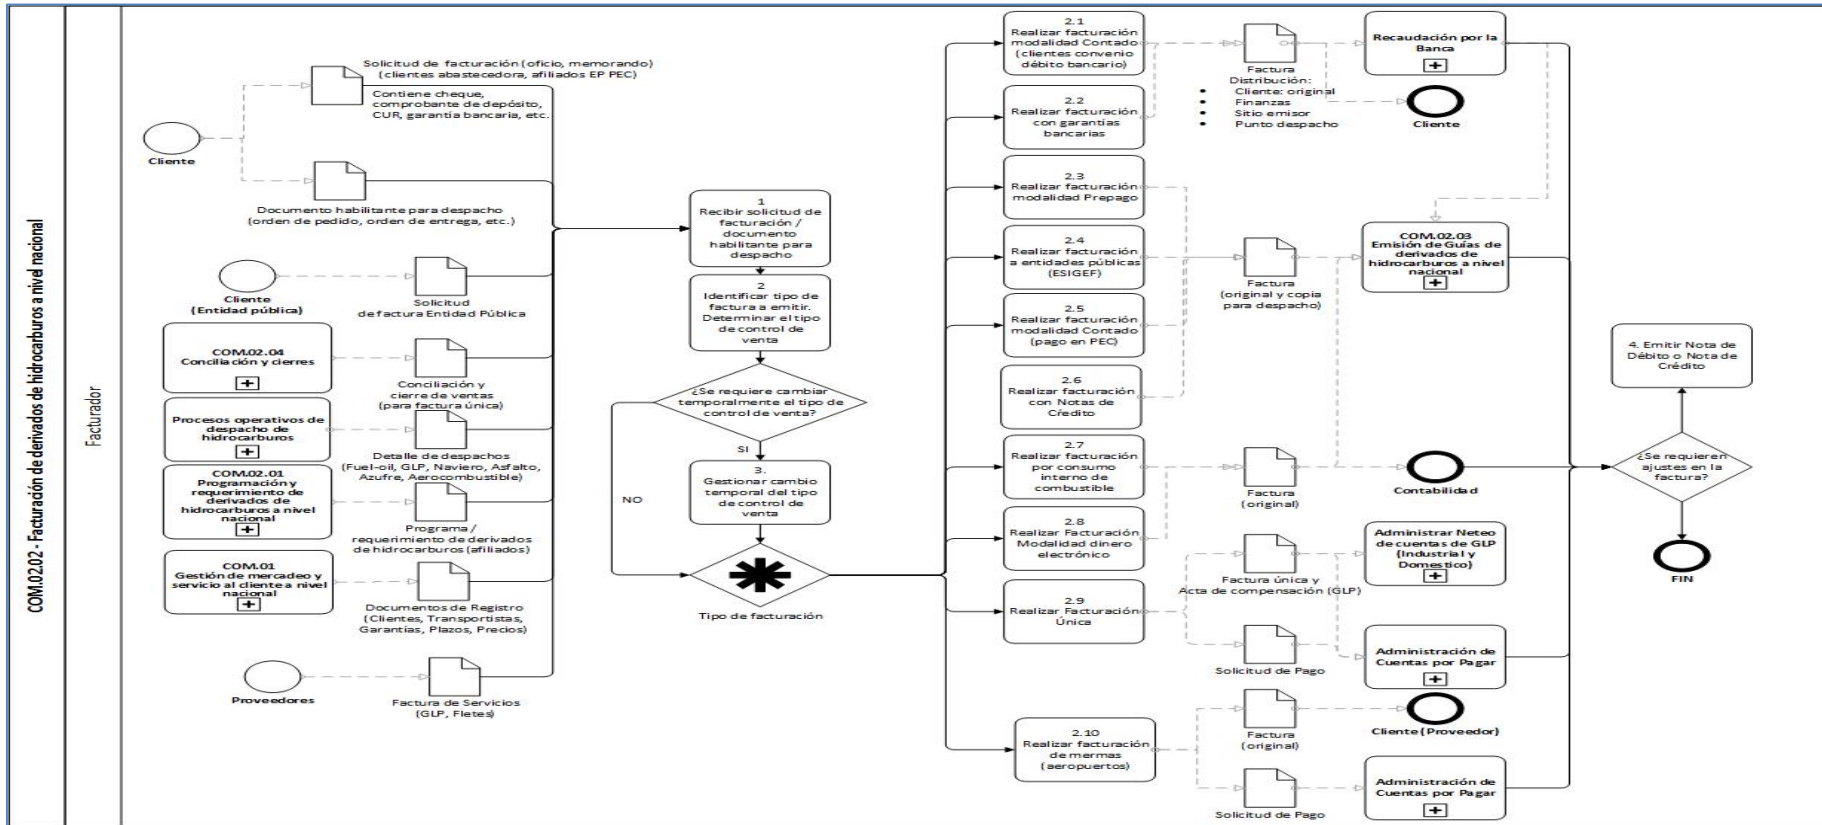 COM.02.02 - Facturación de derivados de hidrocarburos a nivel nacional
Facturador
Solicitud de facturación (oficio, memorando)
(clientes abastecedora, afiliados EP PEC)
Contiene cheque,
comprobante de depósito,
CUR, garantía bancaria, etc.
Cliente
Documento habilitante para despacho
(orden de pedido, orden de entrega, etc.)
Cliente
(Entidad pública)
Solicitud
de factura Entidad Pública
COM.02.04
Conciliación y cierres
Conciliación y
cierre de ventas
(para factura única)
Procesos operativos de
despacho de
hidrocarburos
Detalle de despachos
(Fuel-oil, GLP, Naviero, Asfalto,
Azufre, Aerocombustible)
COM.02.01
Programación y
requerimiento de
derivados de
hidrocarburos a nivel
nacional
Programa /
requerimiento de derivados
de hidrocarburos (afiliados)
COM.01
Gestión de mercadeo y
servicio al cliente a nivel
nacional
Documentos de Registro
(Clientes, Transportistas,
Garantías, Plazos, Precios)
Proveedores
Factura de Servicios
(GLP, Fletes)
1
Recibir solicitud de
facturación /
documento
habilitante para
despacho
2
Identificar tipo de
factura a emitir.
Determinar el tipo
de control de
venta
¿Se requiere cambiar
temporalmente el tipo de
control de venta?
SI
NO
3.
Gestionar cambio
temporal del tipo
de control de
venta
Tipo de facturación
2.1
Realizar facturación
modalidad Contado
(clientes convenio
débito bancario)
2.2
Realizar facturación
con garantías
bancarias
2.3
Realizar facturación
modalidad Prepago
2.4
Realizar facturación
a entidades públicas
(ESIGEF)
2.5
Realizar facturación
modalidad Contado
(pago en PEC)
2.6
Realizar facturación
con Notas de
Crédito
2.7
Realizar facturación
por consumo
interno de
combustible
2.8
Realizar Facturación
Modalidad dinero
electrónico
2.9
Realizar Facturación
Única
2.10
Realizar facturación
de mermas
(aeropuertos)
Factura
Distribución:
• Cliente: original
• Finanzas
• Sitio emisor
• Punto despacho
Factura
(original y copia
para despacho)
Factura
(original)
Factura única y
Acta de compensación (GLP)
Solicitud de Pago
Factura
(original)
Solicitud de Pago
Recaudación por la
Banca
Cliente
COM.02.03
Emisión de Guías de
derivados de
hidrocarburos a nivel
nacional
Contabilidad
Administrar Neteo
de cuentas de GLP
(Industrial y
Domestico)
Administración de
Cuentas por Pagar
Cliente (Proveedor)
Administración de
Cuentas por Pagar
4. Emitir Nota de
Débito o Nota de
Crédito
¿Se requieren
ajustes en la
factura?
FIN